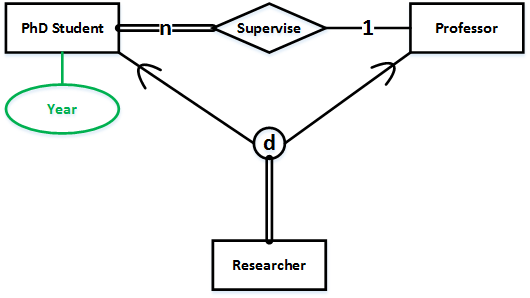 PhD Student
n
Supervise
1
Professor
Year
d
Researcher